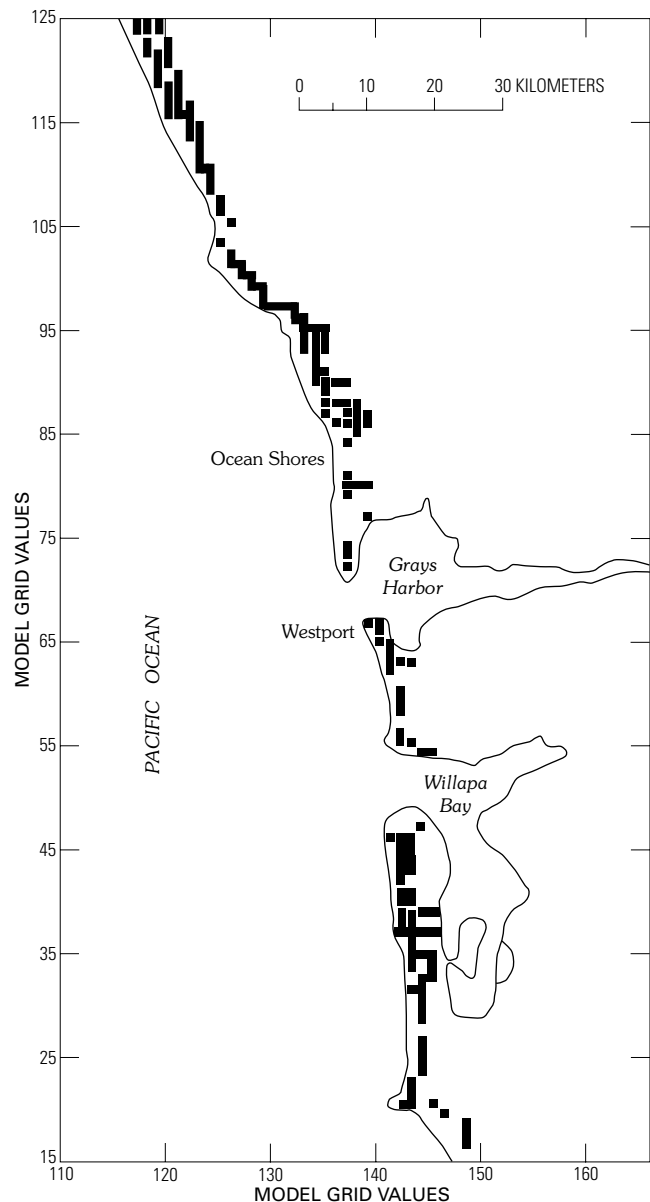 125
115
105
95
85
75
65
55
45
35
25
15
MODEL GRID VALUES
0 10 20 30 KILOMETERS
Ocean Shores
Grays
Harbor
Westport
PACIFIC OCEAN
Willapa
Bay
110 120 130 140 150 160
MODEL GRID VALUES